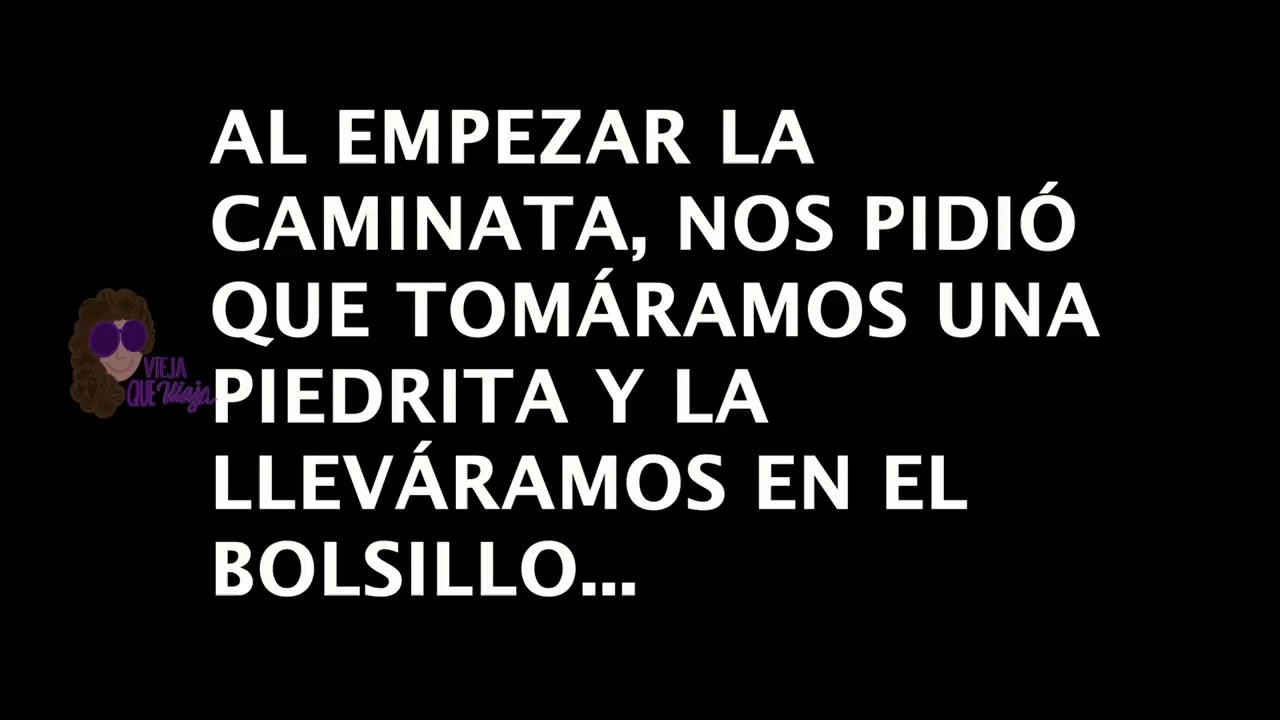 AL EMPEZAR LA
CAMINATA, NOS PIDIÓ
QUE TOMÁRAMOS UNA
PIEDRITA Y LA
LLEVÁRAMOS EN EL
BOLSILLO...
VIEJA
QUE Viaja